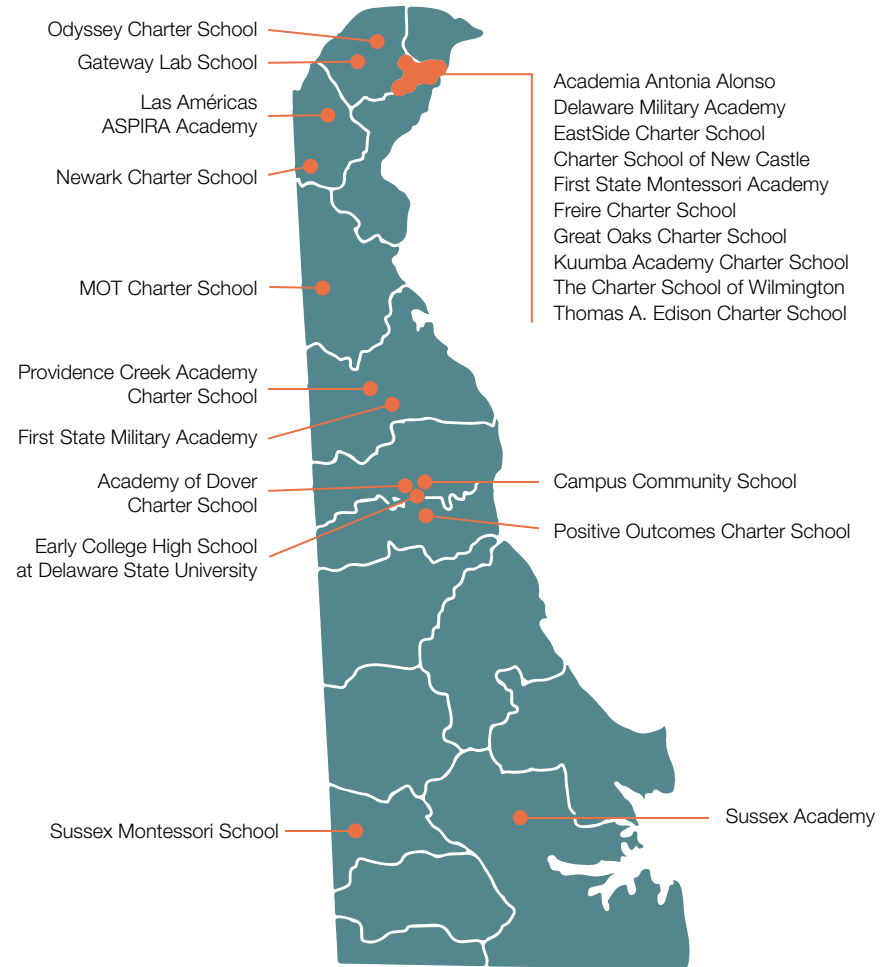 Odyssey Charter School
Gateway Lab School
Las Américas
ASPIRA Academy
Newark Charter School
MOT Charter School
Providence Creek Academy
Charter School
First State Military Academy
Academy of Dover
Charter School
Early College High School
at Delaware State University
Sussex Montessori School
Academia Antonia Alonso
Delaware Military Academy
EastSide Charter School
Charter School of New Castle
First State Montessori Academy
Freire Charter School
Great Oaks Charter School
Kuumba Academy Charter School
The Charter School of Wilmington
Thomas A. Edison Charter School
Campus Community School
Positive Outcomes Charter School
Sussex Academy